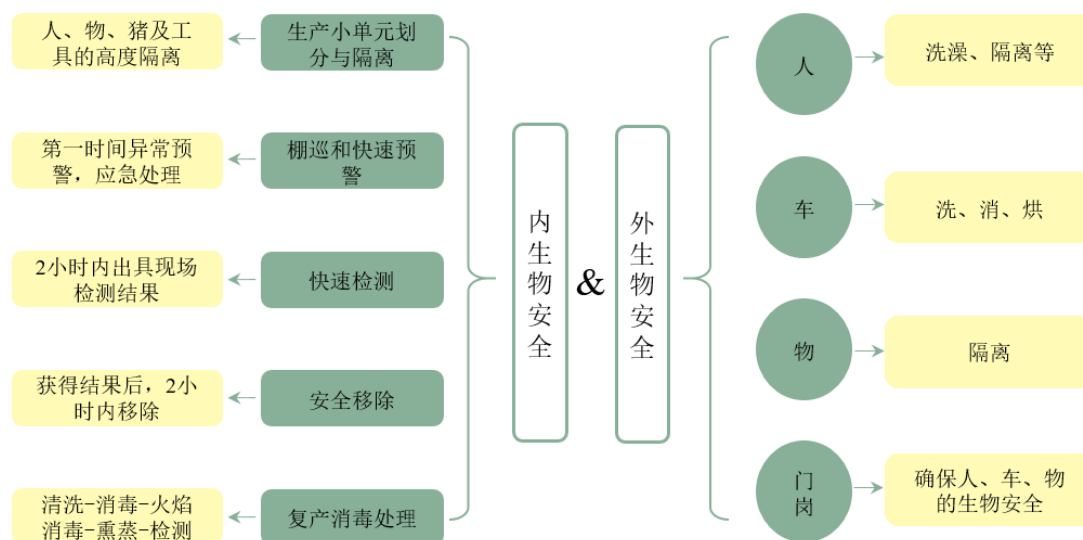 人、物、猪及工
具的高度隔离
生产小单元划
分与隔离
第一时间异常预
警，应急处理
棚巡和快速预
警
2小时内出具现场
检测结果
快速检测
获得结果后，2小
时内移除
安全移除
清洗-消毒-火焰
消毒-熏蒸-检测
复产消毒处理
内生物安全
&
外生物安全
人
洗澡、隔离等
车
洗、消、烘
物
隔离
门
岗
确保人、车、物
的生物安全